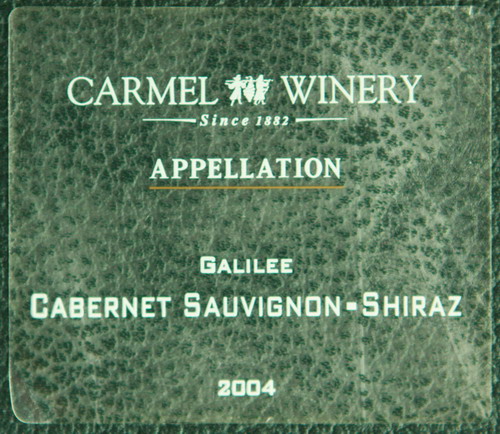 CARMEL WINERY
Since 1882
APPELLATION
GALILEE
CABERNET SAUVIGNON-SHIRAZ
2004